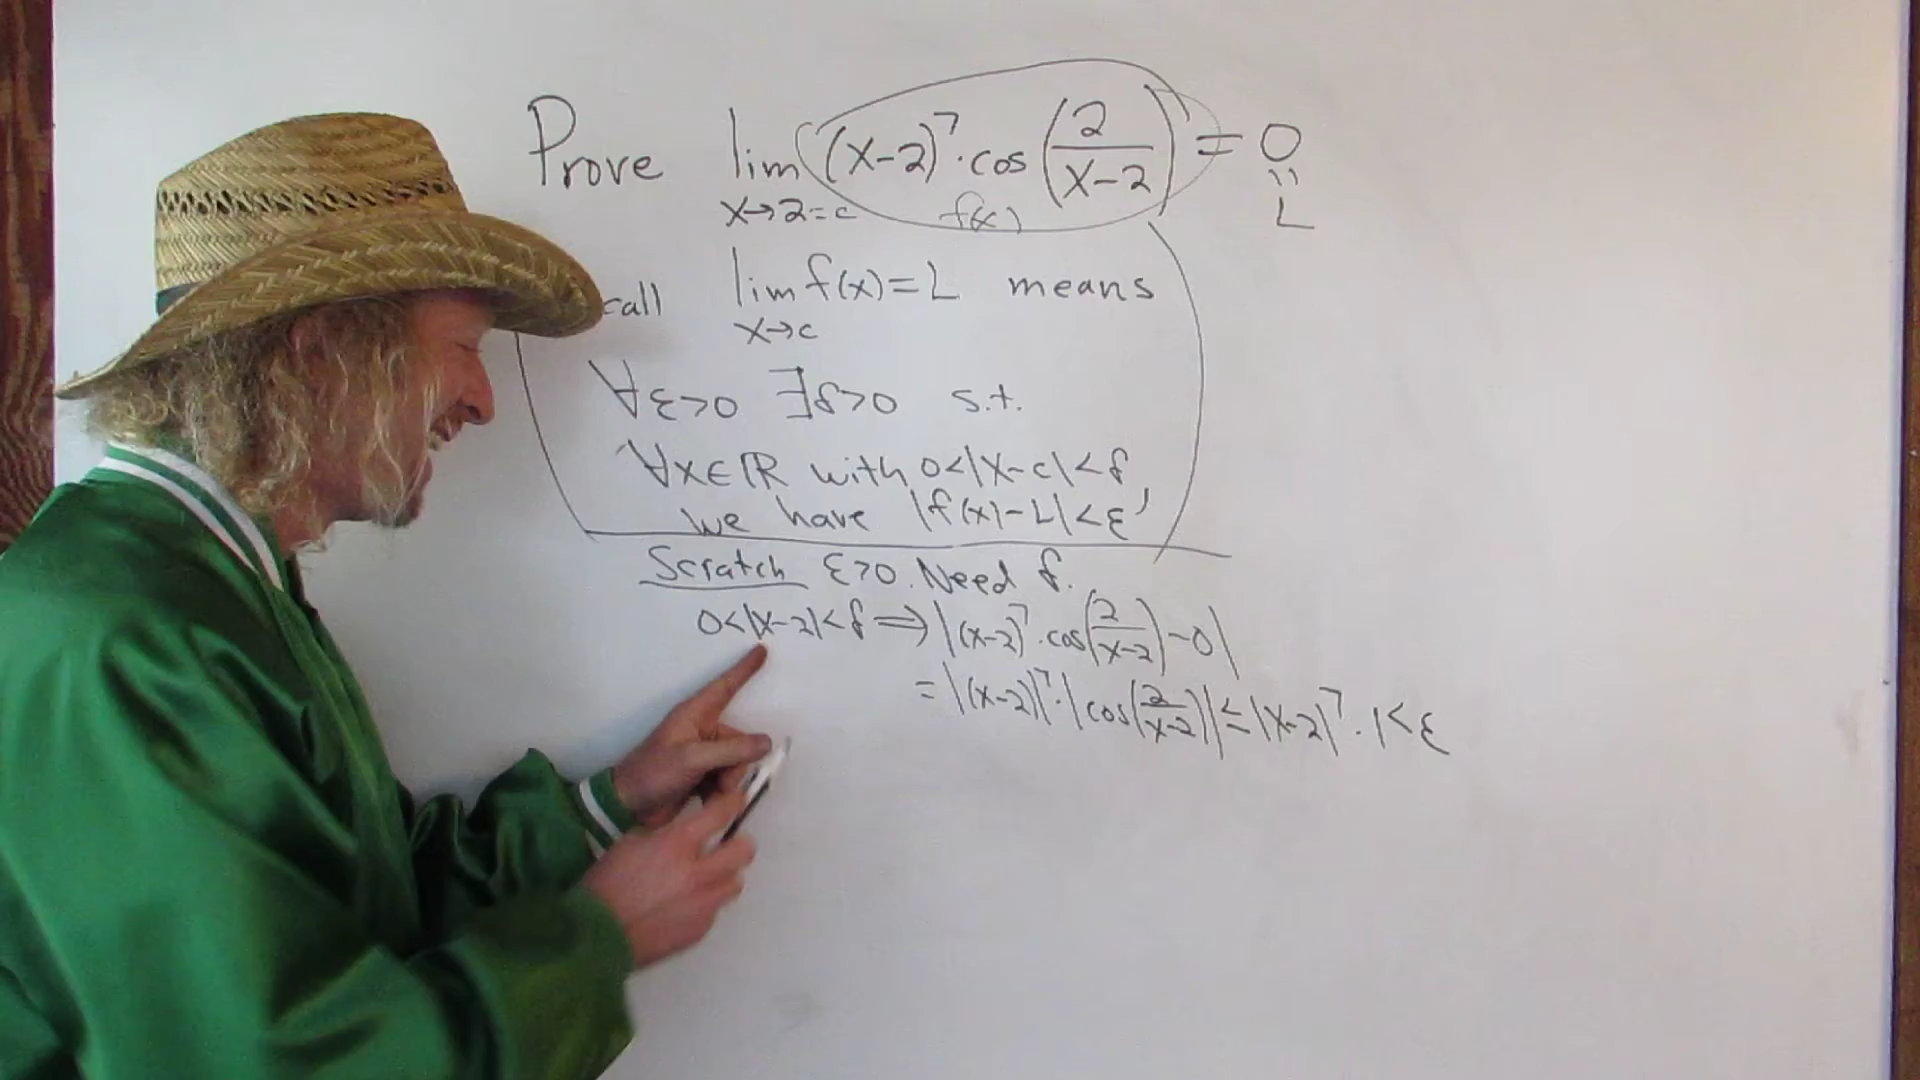 Prove lim ((x-2)^7 · cos(2/(x-2))) = 0
x→2=c f(x) = L
call lim f(x) = L means
x→c
∀ε>0 ∃δ>0 s.t.
∀x∈ℝ with 0<|x-c|<δ,
we have |f(x)-L|<ε
Scratch ε>0. Need δ.
0<|x-2|<δ ⇒ |(x-2)^7 · cos(2/(x-2)) - 0|
= |(x-2)|^7 · |cos(2/(x-2))| ≤ |x-2|^7 · 1 < ε